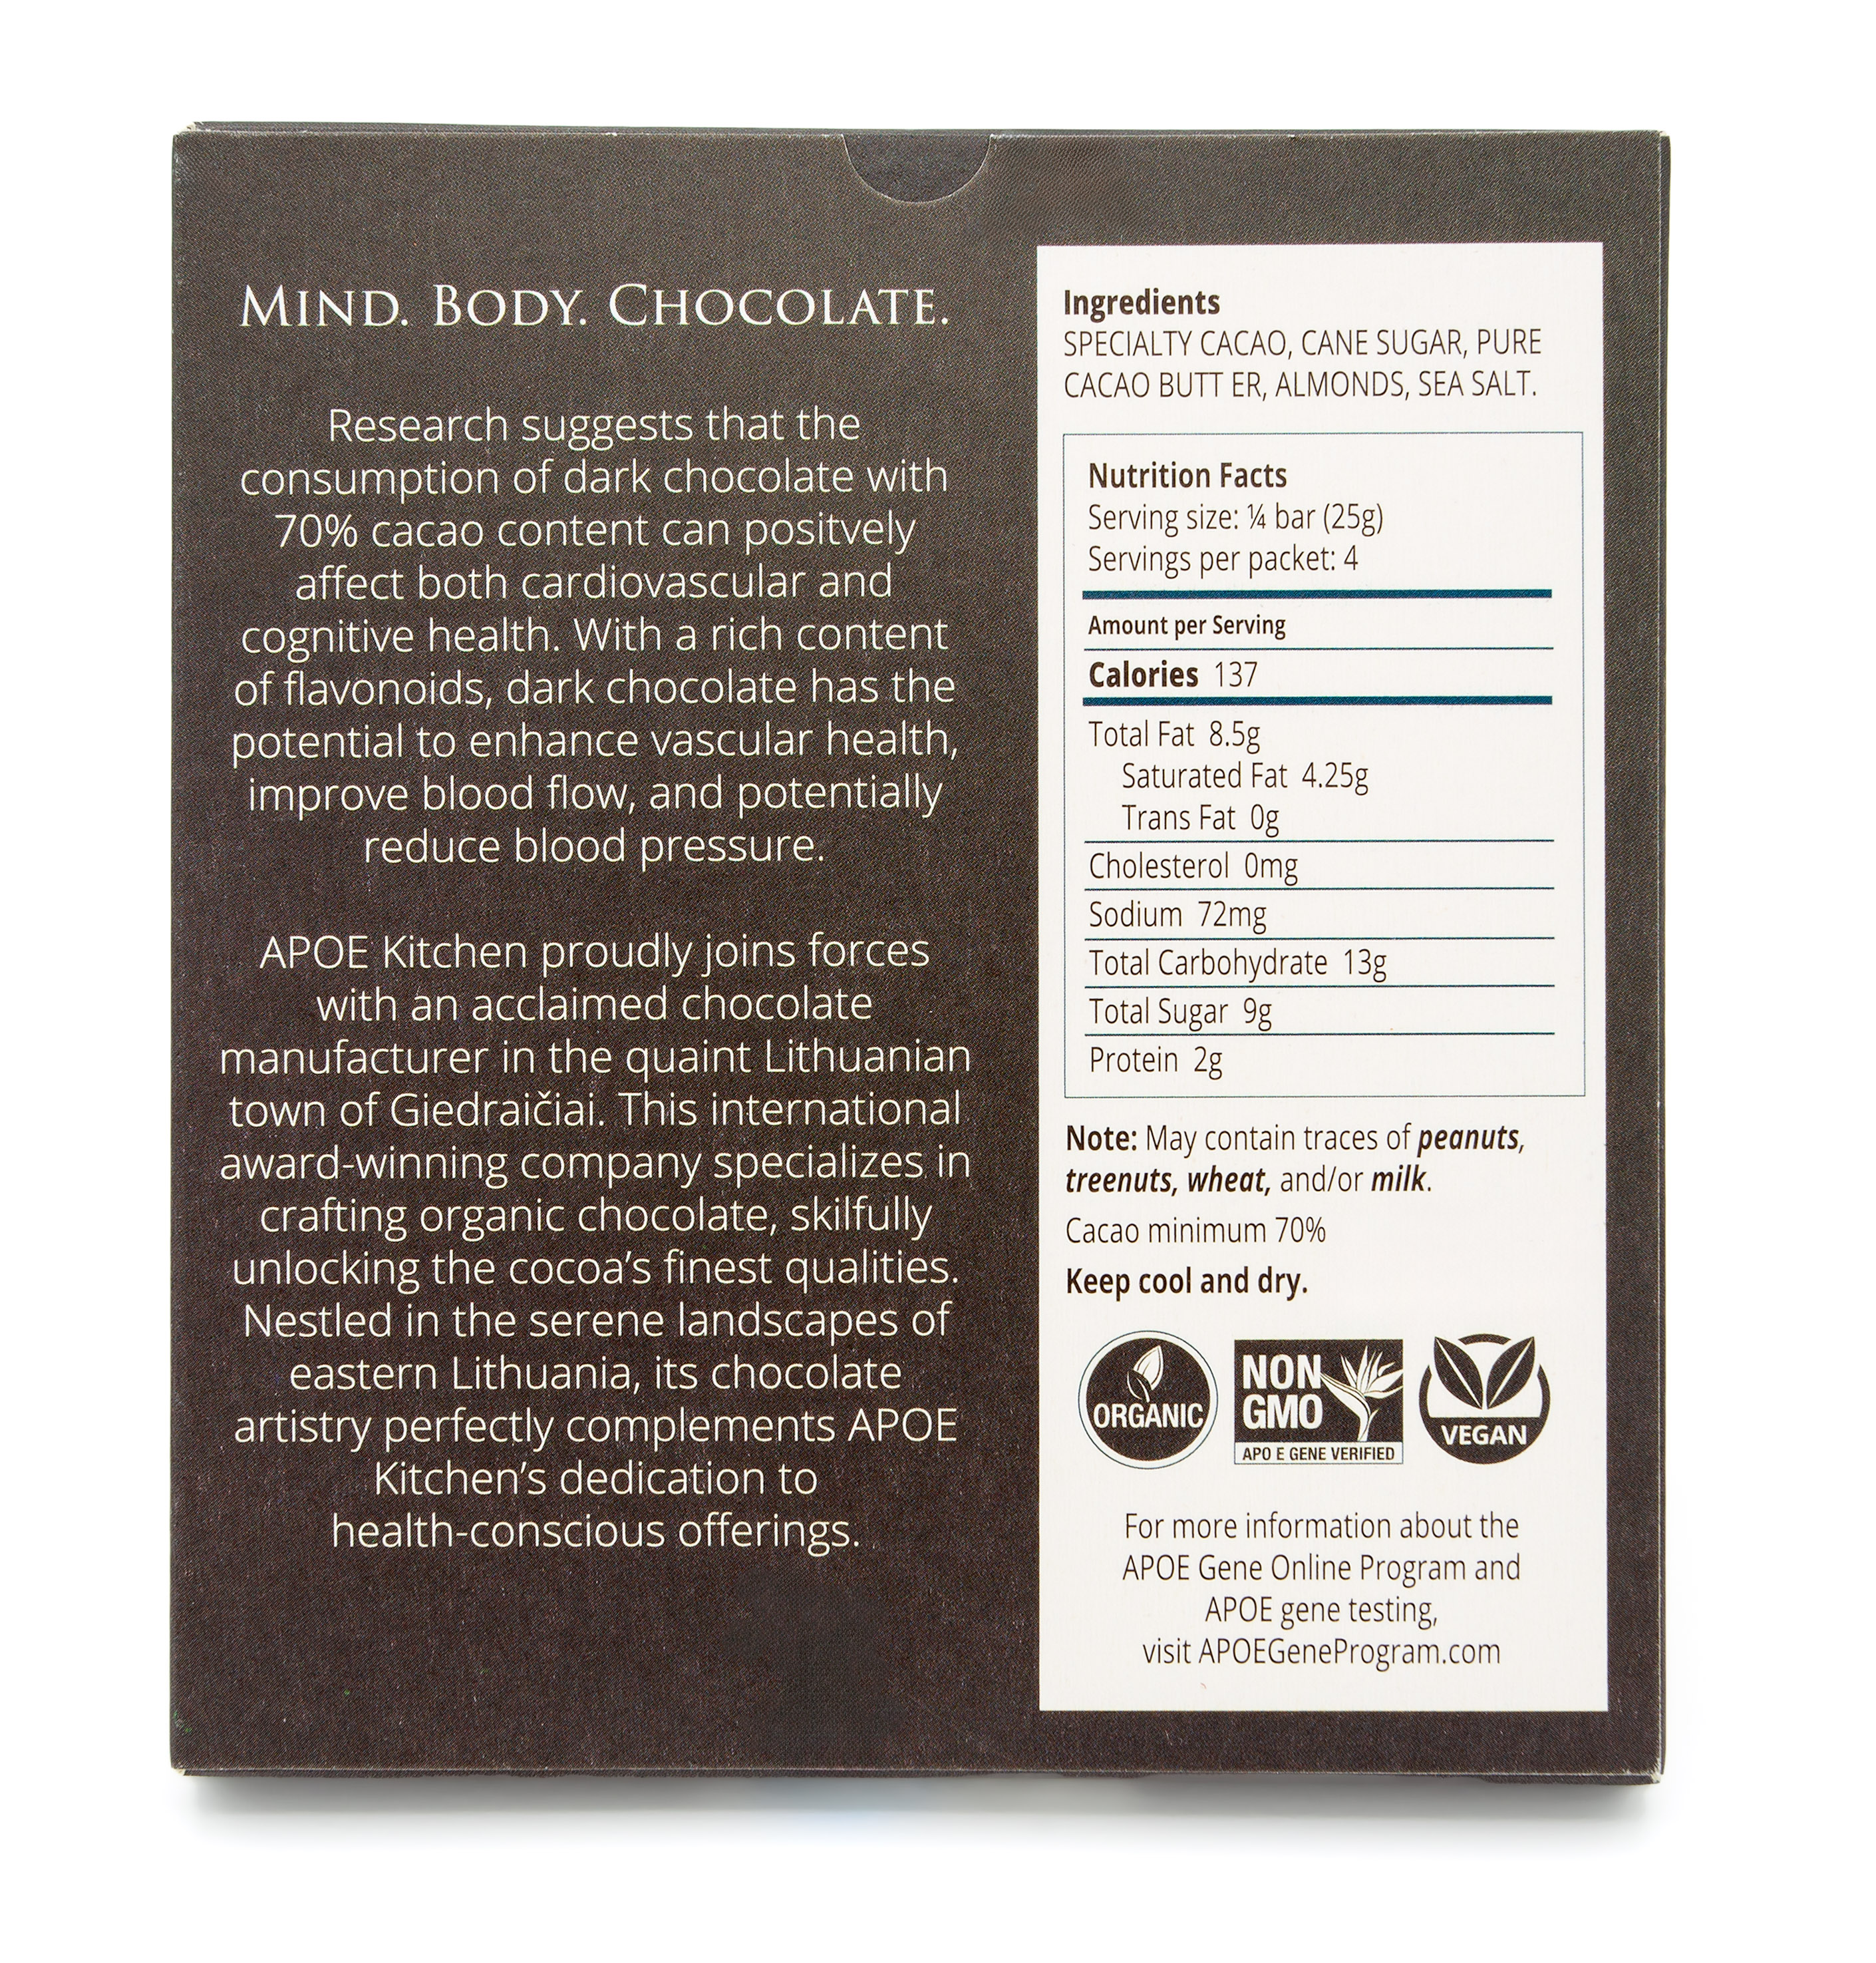 MIND. BODY. CHOCOLATE.
Research suggests that the
consumption of dark chocolate with
70% cacao content can positvely
affect both cardiovascular and
cognitive health. With a rich content
of flavonoids, dark chocolate has the
potential to enhance vascular health,
improve blood flow, and potentially
reduce blood pressure.
APOE Kitchen proudly joins forces
with an acclaimed chocolate
manufacturer in the quaint Lithuanian
town of Giedraičiai. This international
award-winning company specializes in
crafting organic chocolate, skilfully
unlocking the cocoa’s finest qualities.
Nestled in the serene landscapes of
eastern Lithuania, its chocolate
artistry perfectly complements APOE
Kitchen’s dedication to
health-conscious offerings.
Ingredients
SPECIALTY CACAO, CANE SUGAR, PURE
CACAO BUTT ER, ALMONDS, SEA SALT.
Nutrition Facts
Serving size: ¼ bar (25g)
Servings per packet: 4
Amount per Serving
Calories 137
Total Fat 8.5g
Saturated Fat 4.25g
Trans Fat 0g
Cholesterol 0mg
Sodium 72mg
Total Carbohydrate 13g
Total Sugar 9g
Protein 2g
Note: May contain traces of peanuts,
treenuts, wheat, and/or milk.
Cacao minimum 70%
Keep cool and dry.
ORGANIC
NON
GMO
APO E GENE VERIFIED
VEGAN
For more information about the
APOE Gene Online Program and
APOE gene testing,
visit APOEGeneProgram.com